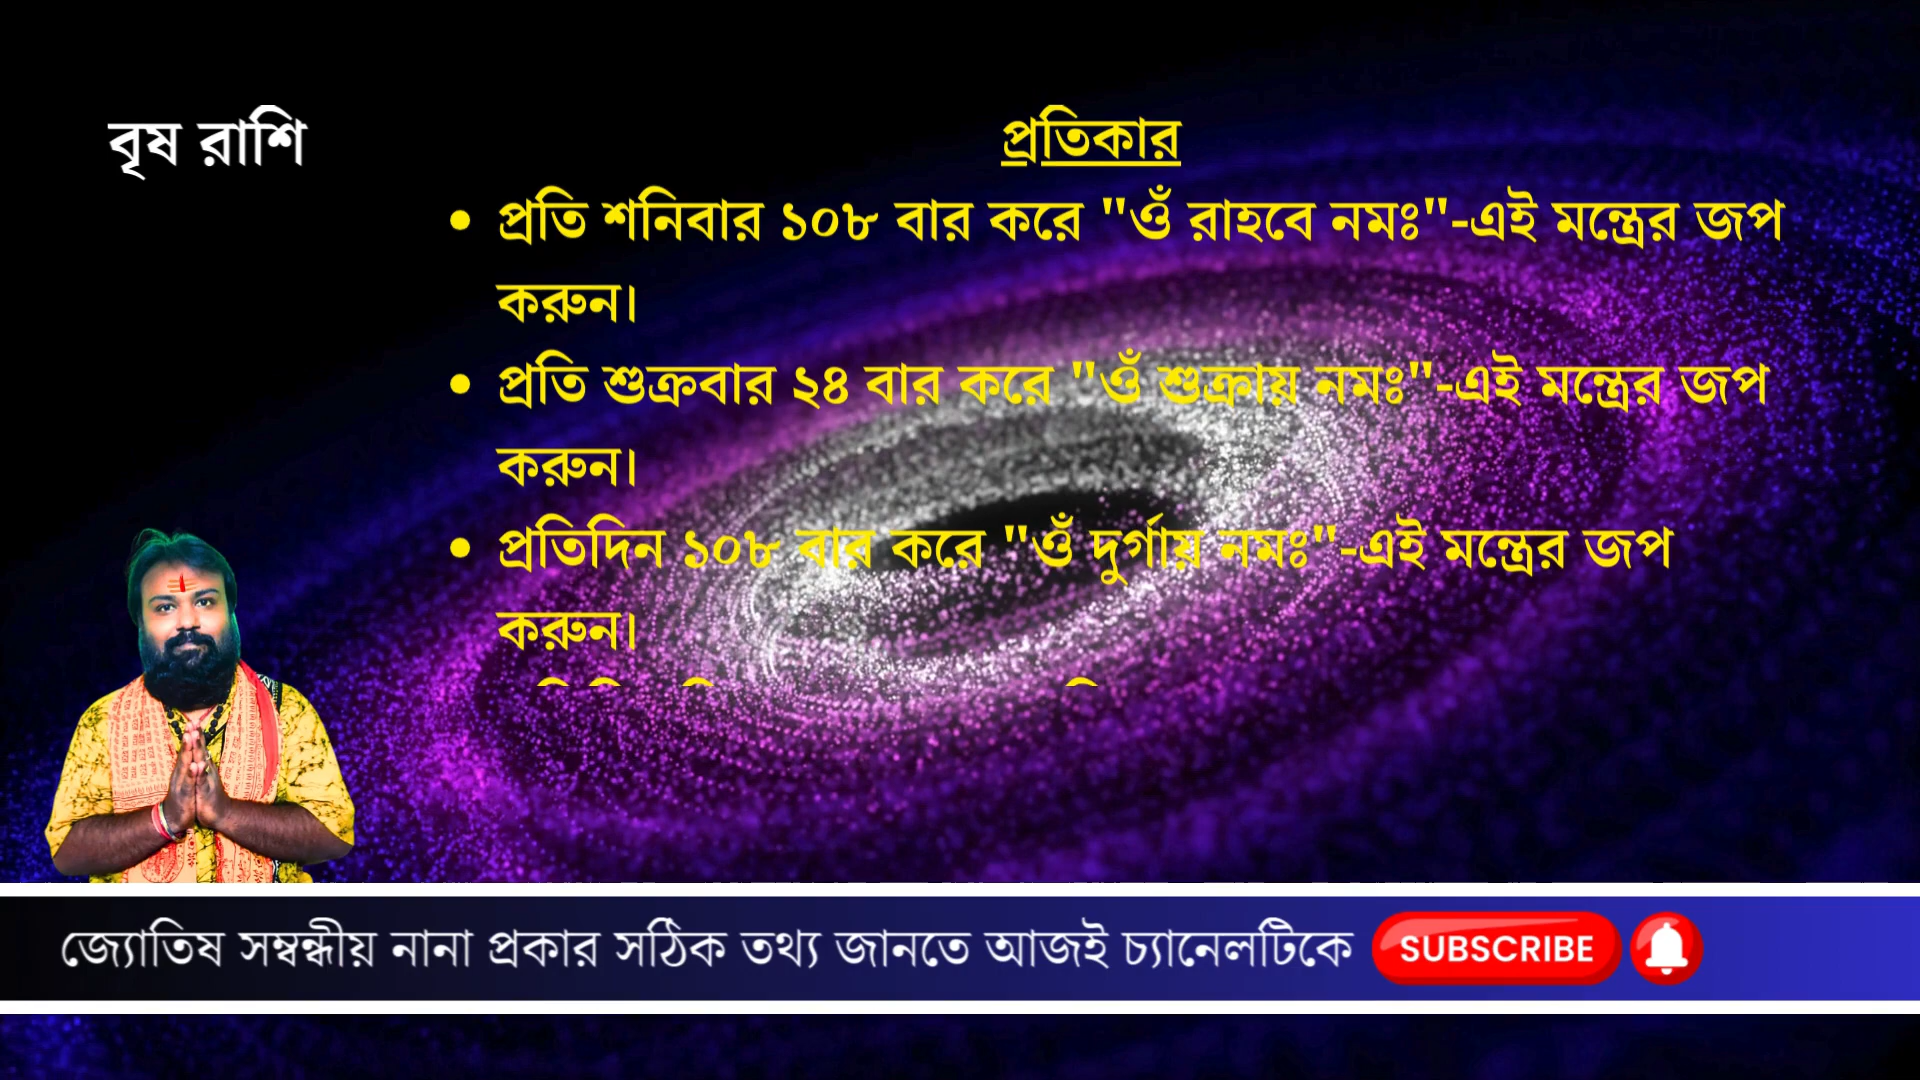 বৃষ রাশি
প্রতিকার
• প্রতি শনিবার ১০৮ বার করে "ওঁ রাহবে নমঃ"-এই মন্ত্রের জপ
করুন।
• প্রতি শুক্রবার ২৪ বার করে "ওঁ শুক্রায় নমঃ"-এই মন্ত্রের জপ
করুন।
• প্রতিদিন ১০৮ বার করে "ওঁ দুর্গায় নমঃ"-এই মন্ত্রের জপ
করুন।
জ্যোতিষ সম্বন্ধীয় নানা প্রকার সঠিক তথ্য জানতে আজই চ্যানেলটিকে SUBSCRIBE